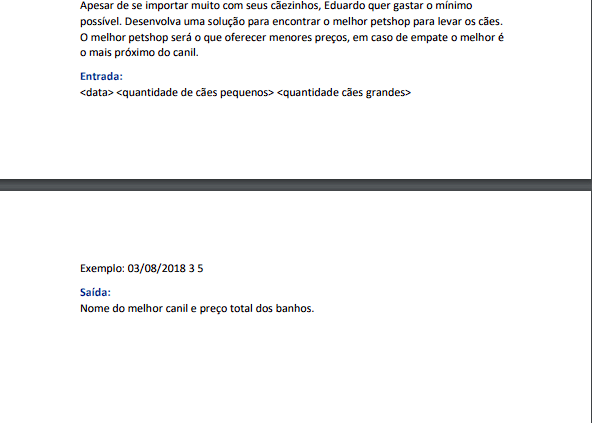 Apesar de se importar muito com seus cãezinhos, Eduardo quer gastar o mínimo
possível. Desenvolva uma solução para encontrar o melhor petshop para levar os cães.
O melhor petshop será o que oferecer menores preços, em caso de empate o melhor é
o mais próximo do canil.
Entrada:
<data> <quantidade de cães pequenos> <quantidade cães grandes>
Exemplo: 03/08/2018 3 5
Saída:
Nome do melhor canil e preço total dos banhos.